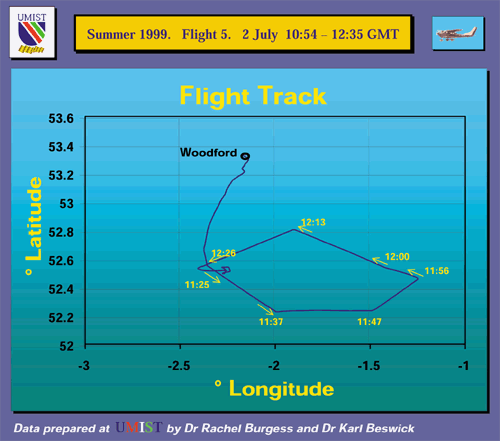 UMIST
Summer 1999. Flight 5. 2 July 10:54 – 12:35 GMT
Flight Track
53.6
53.4
Woodford
53
52.8
12:13
12:26
12:00
52.6
11:56
11:25
52.4
52.2
11:37
11:47
52
-3
-2.5
-2
-1.5
-1
° Latitude
° Longitude
Data prepared at UMIST by Dr Rachel Burgess and Dr Karl Beswick